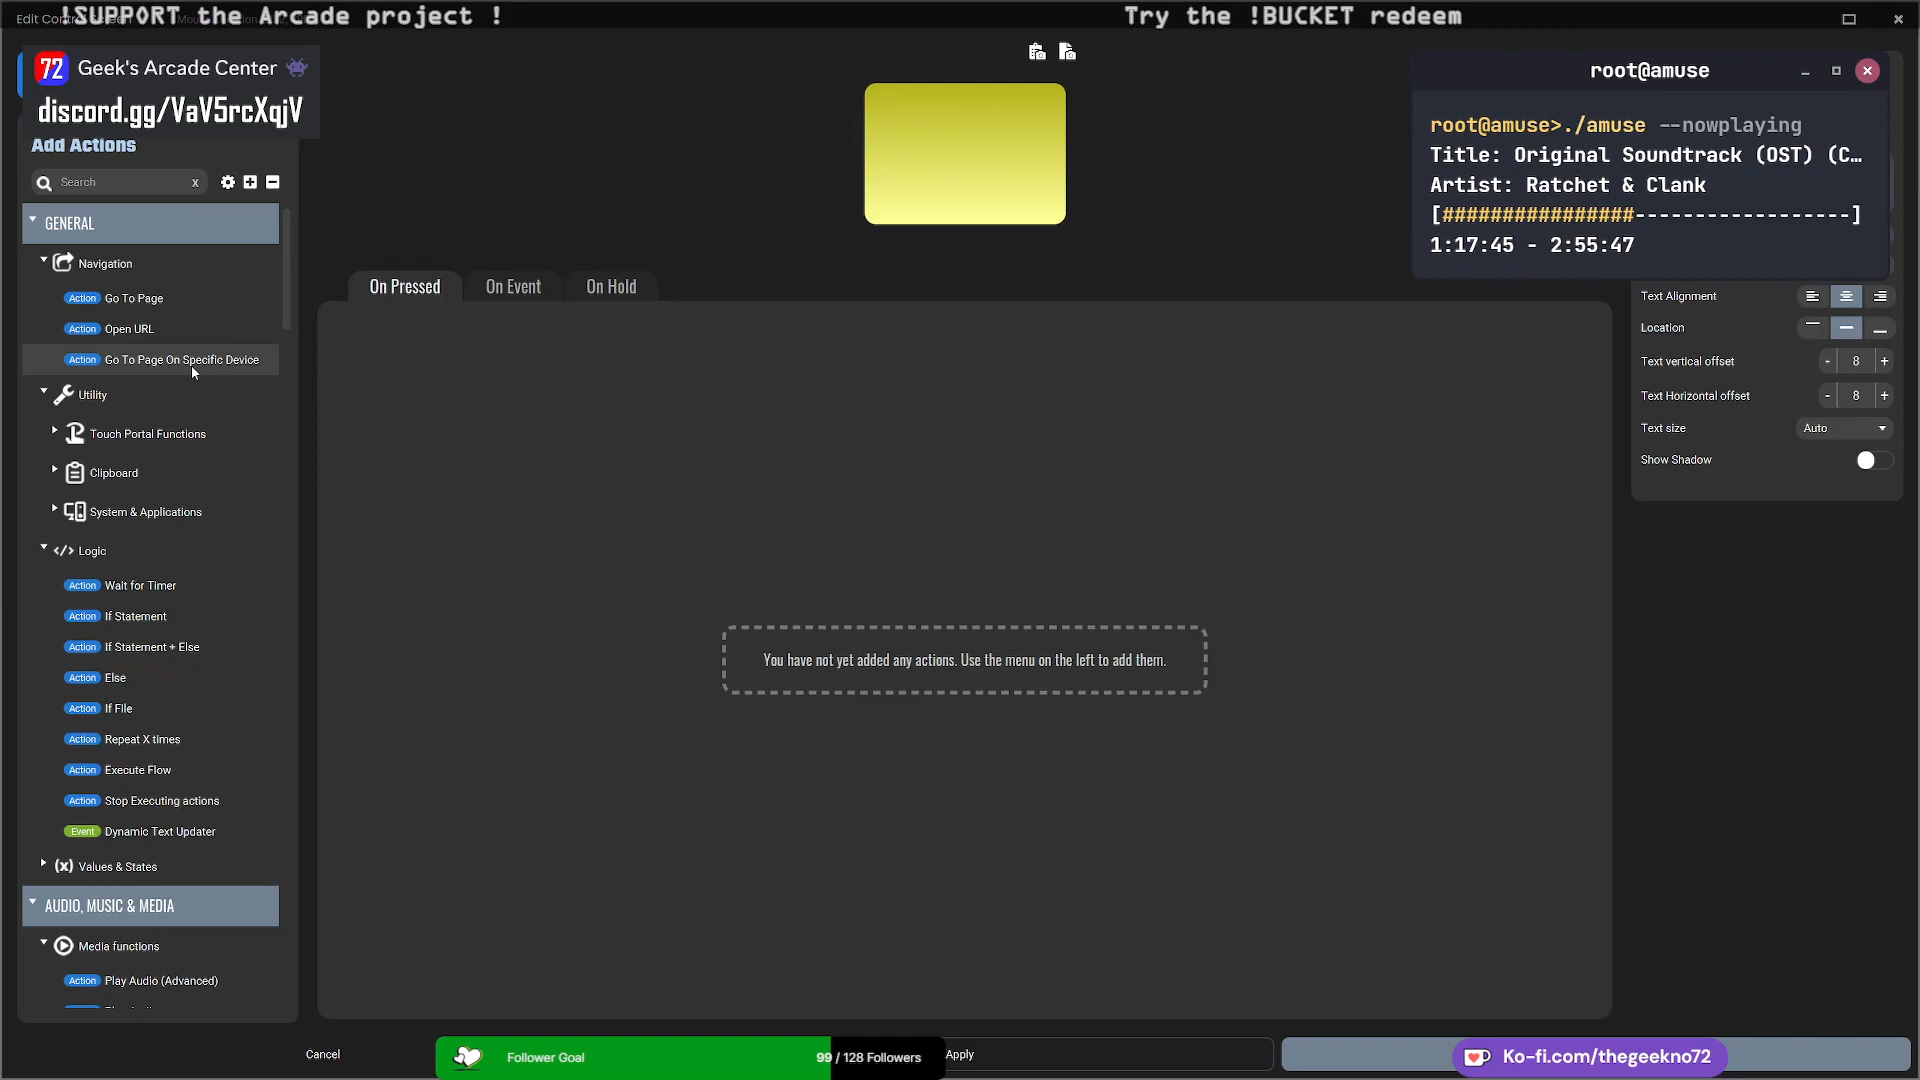 Edit Control
!SUPPORT the Arcade project !
Try the !BUCKET redeem
72 Geek's Arcade Center
discord.gg/VaV5rcXqjV
Add Actions
Search
x
GENERAL
Navigation
Action Go To Page
Action Open URL
Action Go To Page On Specific Device
Utility
Touch Portal Functions
Clipboard
System & Applications
</> Logic
Action Wait for Timer
Action If Statement
Action If Statement + Else
Action Else
Action If File
Action Repeat X times
Action Execute Flow
Action Stop Executing actions
Event Dynamic Text Updater
(x) Values & States
AUDIO, MUSIC & MEDIA
Media functions
Action Play Audio (Advanced)
On Pressed
On Event
On Hold
You have not yet added any actions. Use the menu on the left to add them.
root@amuse
root@amuse>./amuse --nowplaying
Title: Original Soundtrack (OST) (C…
Artist: Ratchet & Clank
[################------------------]
1:17:45 - 2:55:47
Text Alignment
Location
Text vertical offset - 8 +
Text Horizontal offset - 8 +
Text size Auto
Show Shadow
Cancel
Follower Goal 99 / 128 Followers
Apply
Ko-fi.com/thegeekno72